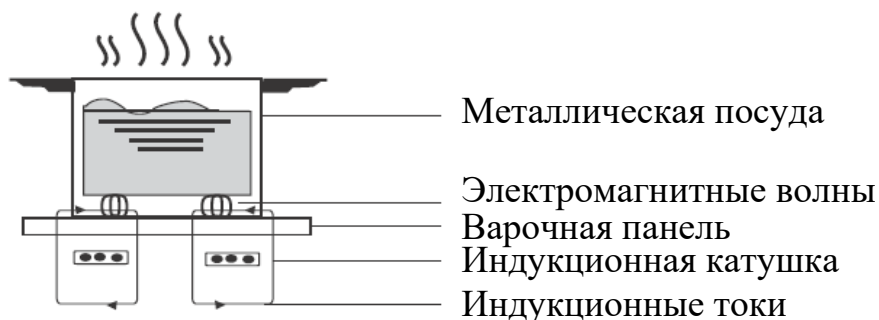 Металлическая посуда
Электромагнитные волны
Варочная панель
Индукционная катушка
Индукционные токи